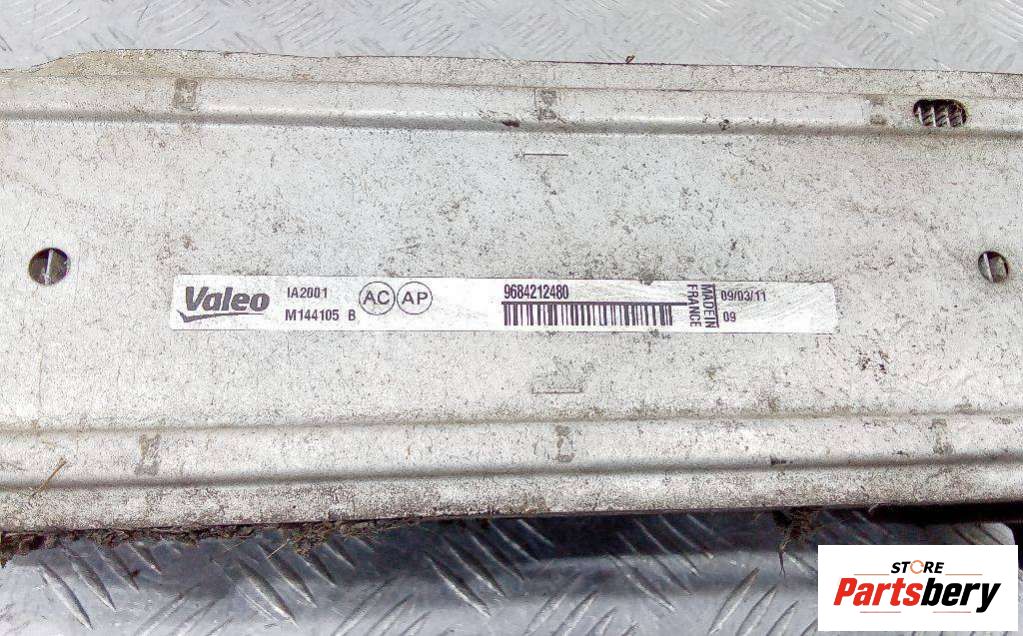 Valeo
IA2001
M144105 B
AC AP
9684212480
MADE IN
FRANCE
09/03/11
09
STORE
Partsbery